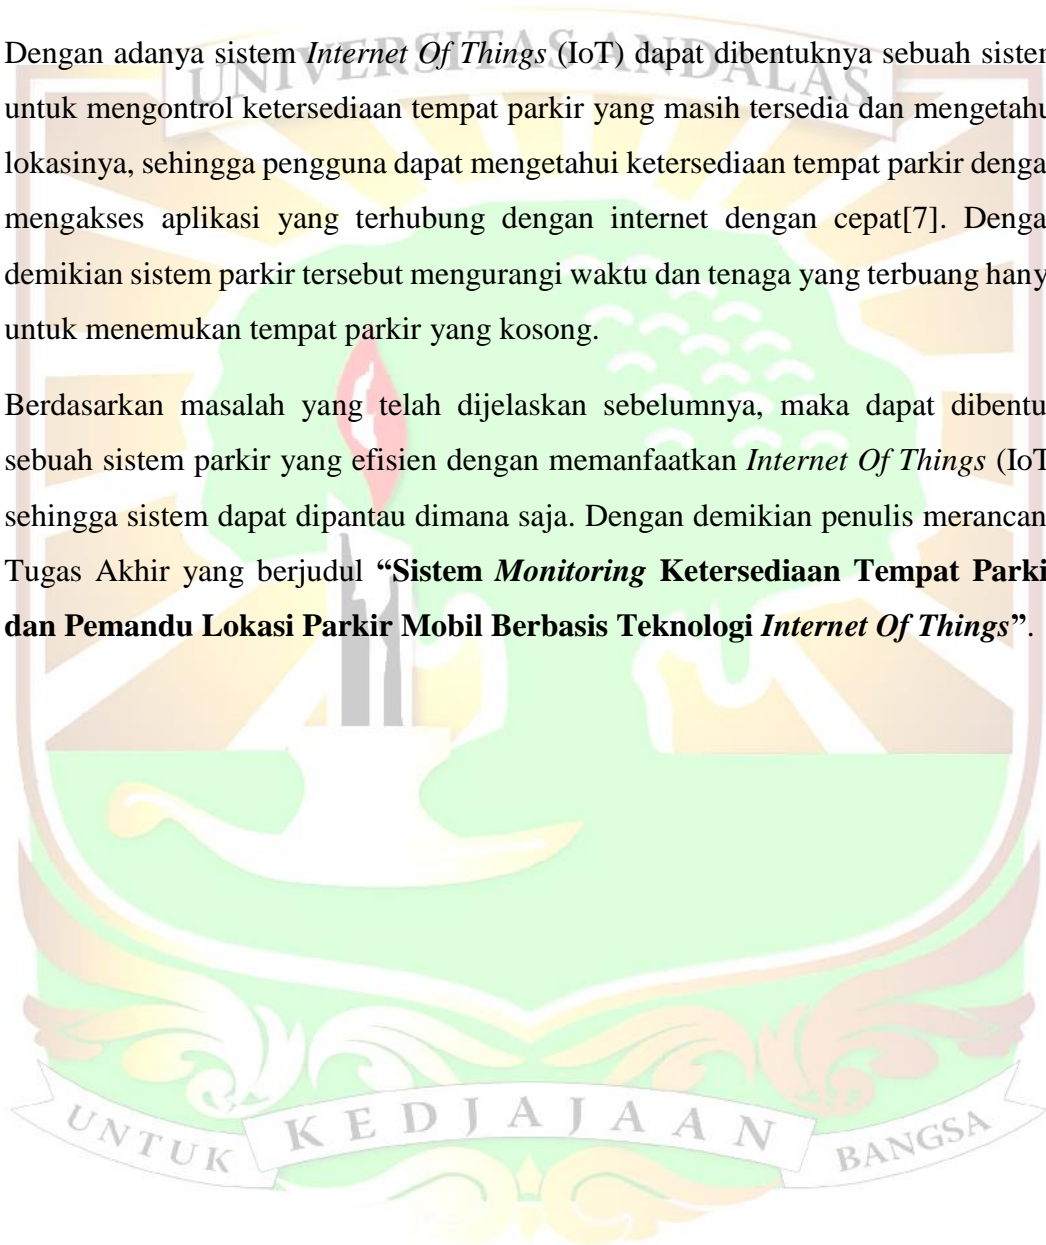 UNIVERSITAS ANDALAS
Dengan adanya sistem Internet Of Things (IoT) dapat dibentuknya sebuah sister
untuk mengontrol ketersediaan tempat parkir yang masih tersedia dan mengetahu
lokasinya, sehingga pengguna dapat mengetahui ketersediaan tempat parkir denga
mengakses aplikasi yang terhubung dengan internet dengan cepat[7]. Denga
demikian sistem parkir tersebut mengurangi waktu dan tenaga yang terbuang hany
untuk menemukan tempat parkir yang kosong.
Berdasarkan masalah yang telah dijelaskan sebelumnya, maka dapat dibentu
sebuah sistem parkir yang efisien dengan memanfaatkan Internet Of Things (IoT
sehingga sistem dapat dipantau dimana saja. Dengan demikian penulis merancan
Tugas Akhir yang berjudul “Sistem Monitoring Ketersediaan Tempat Parki
dan Pemandu Lokasi Parkir Mobil Berbasis Teknologi Internet Of Things”.
UNTUK KEDJAJAAN BANGSA